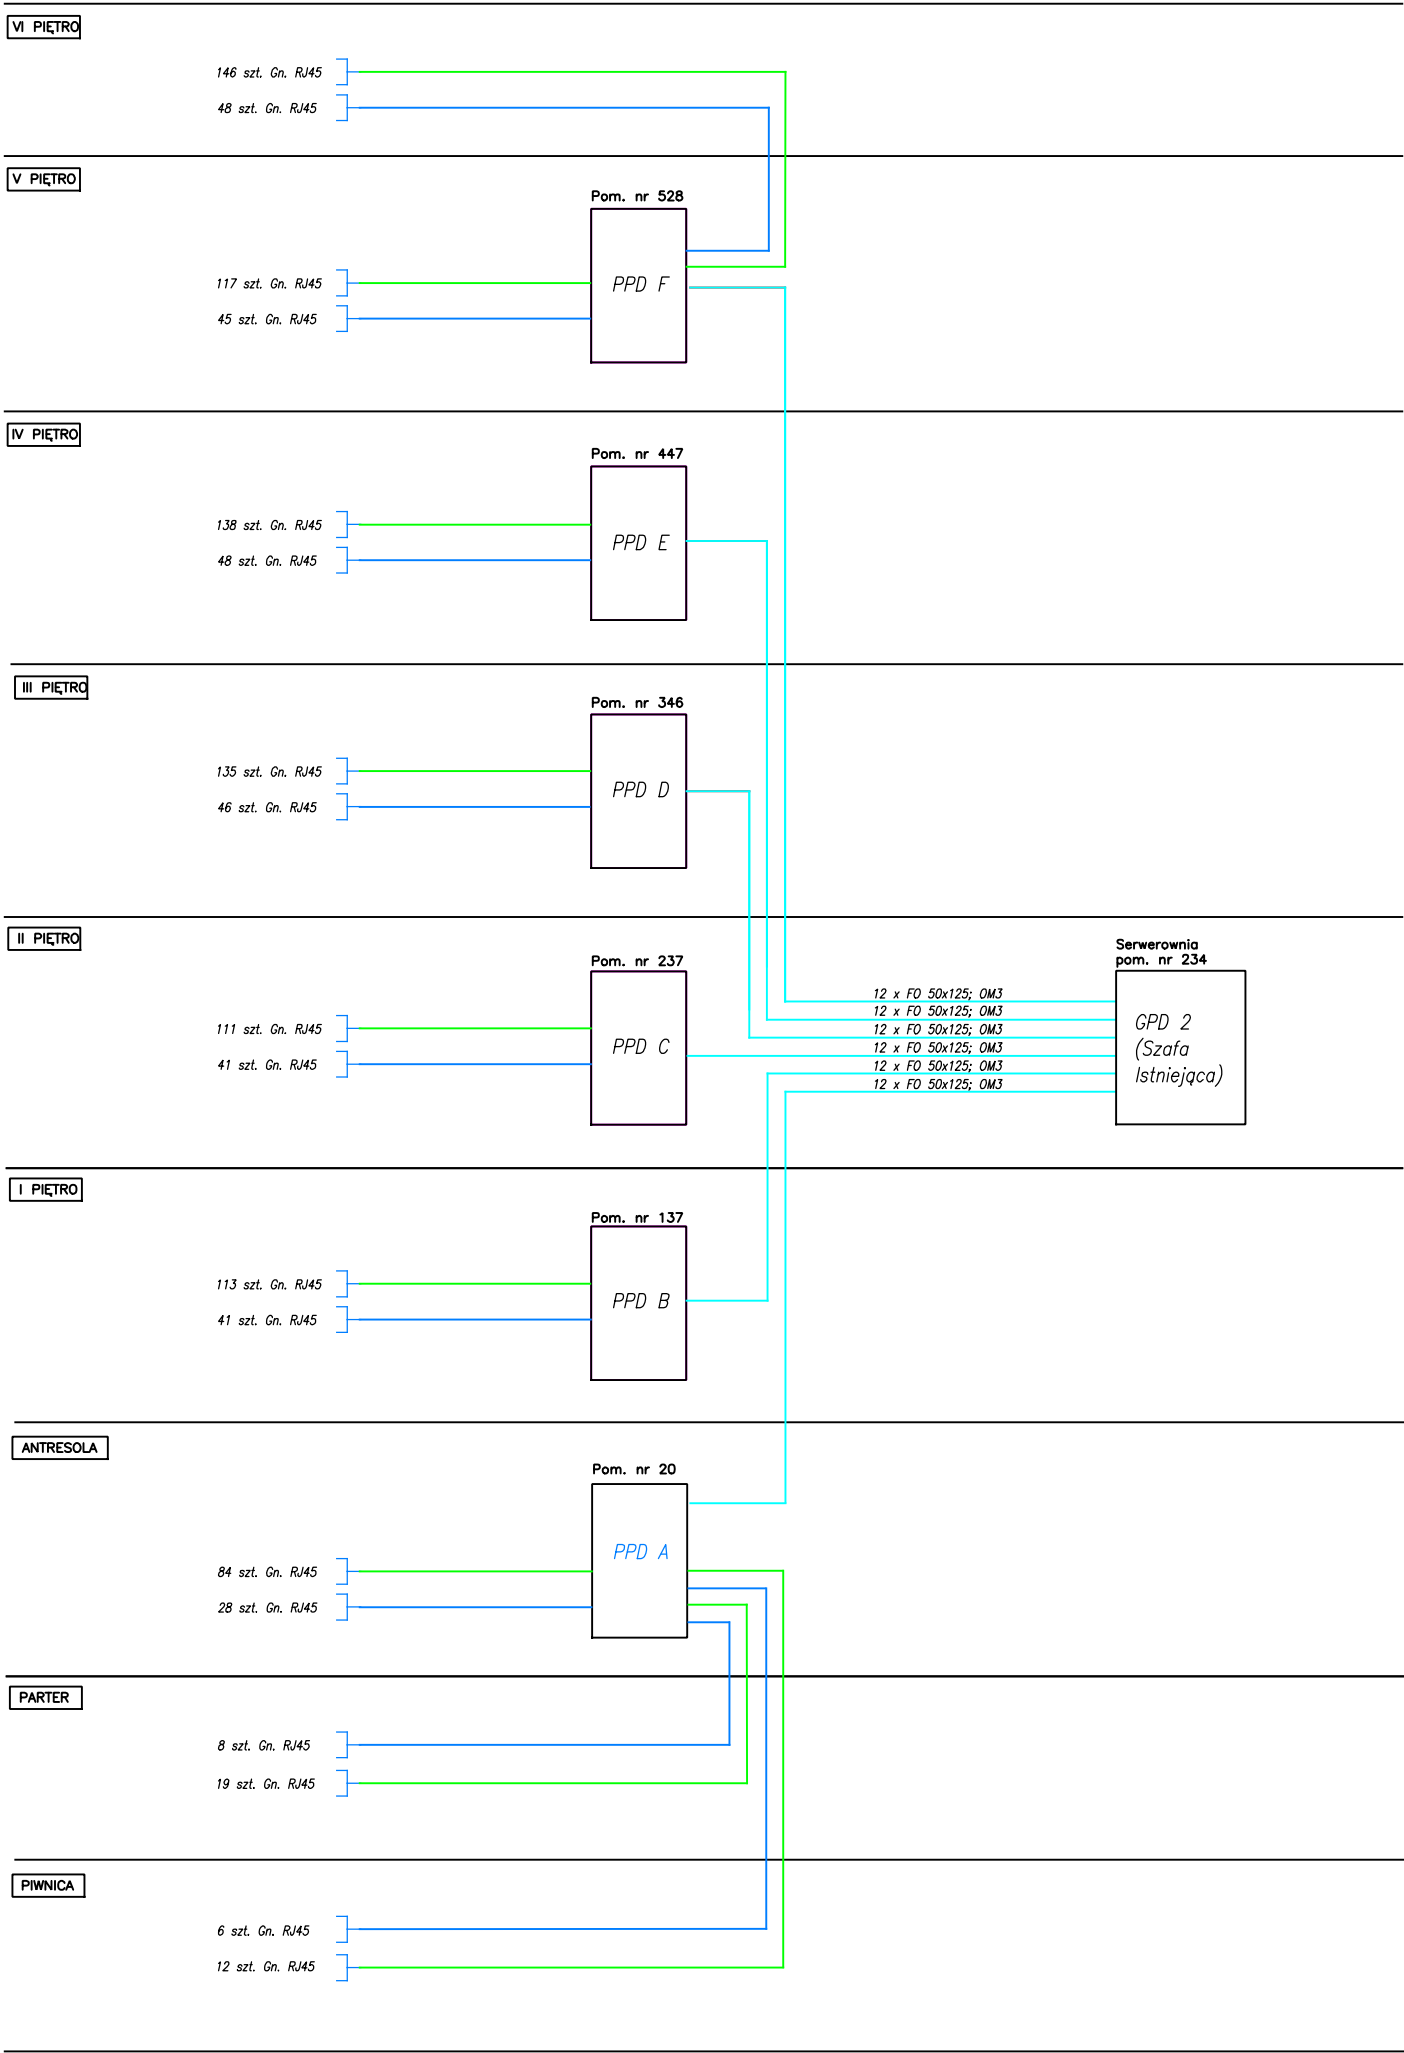 VI PIĘTRO
146 szt. Gn. RJ45
48 szt. Gn. RJ45
V PIĘTRO
Pom. nr 528
PPD F
117 szt. Gn. RJ45
45 szt. Gn. RJ45
IV PIĘTRO
Pom. nr 447
138 szt. Gn. RJ45
PPD E
48 szt. Gn. RJ45
III PIĘTRO
Pom. nr 346
135 szt. Gn. RJ45
PPD D
46 szt. Gn. RJ45
II PIĘTRO
Serwerownia
pom. nr 234
Pom. nr 237
12 x FO 50x125; OM3
12 x FO 50x125; OM3
12 x FO 50x125; OM3
12 x FO 50x125; OM3
12 x FO 50x125; OM3
12 x FO 50x125; OM3
GPD 2
(Szafa
Istniejąca)
111 szt. Gn. RJ45
PPD C
41 szt. Gn. RJ45
I PIĘTRO
Pom. nr 137
113 szt. Gn. RJ45
PPD B
41 szt. Gn. RJ45
ANTRESOLA
Pom. nr 20
PPD A
84 szt. Gn. RJ45
28 szt. Gn. RJ45
PARTER
8 szt. Gn. RJ45
19 szt. Gn. RJ45
PIWNICA
6 szt. Gn. RJ45
12 szt. Gn. RJ45